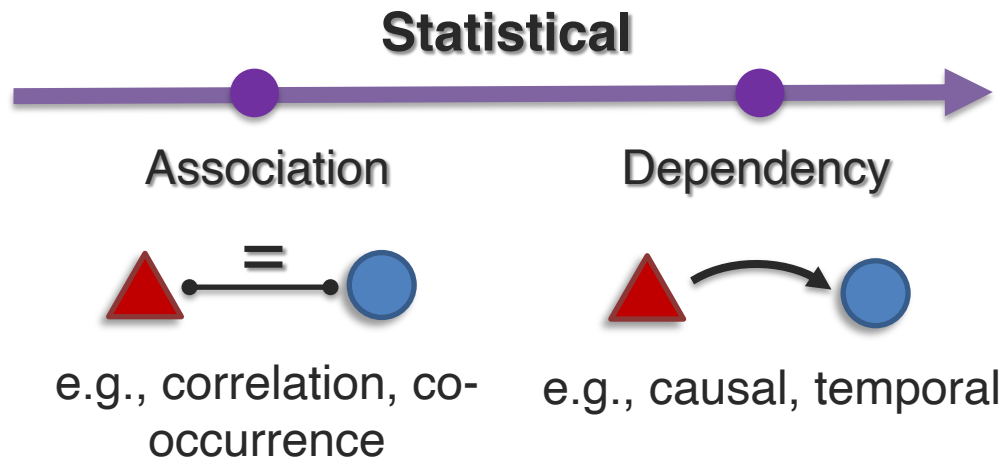 Statistical
Association
Dependency
=
e.g., correlation, co-
occurrence
e.g., causal, temporal